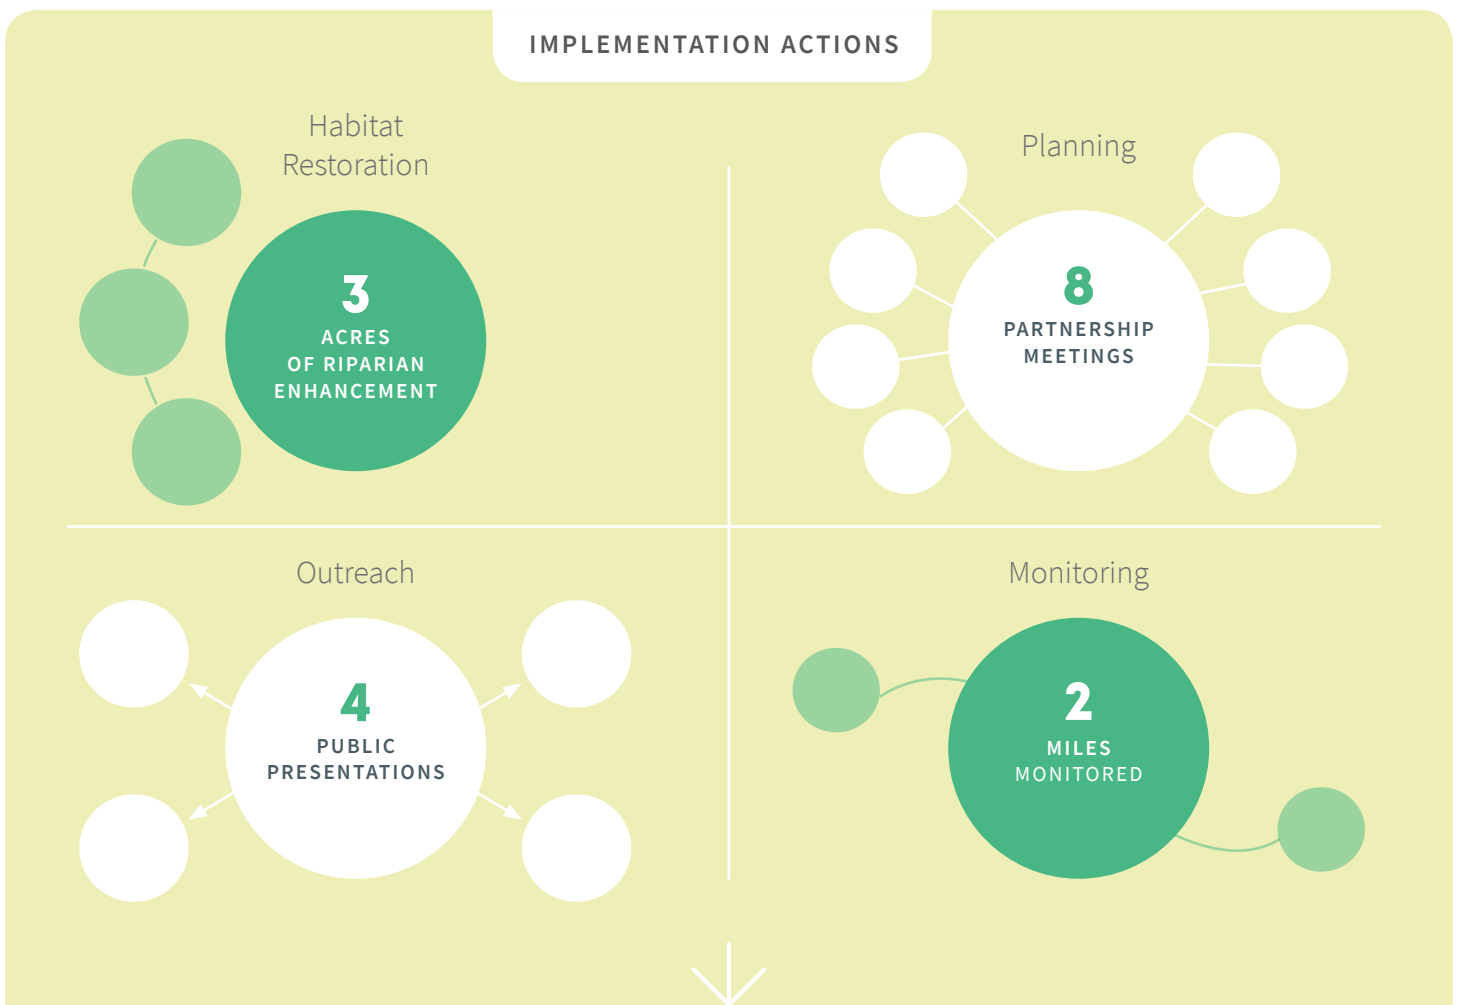 IMPLEMENTATION ACTIONS
Habitat
Restoration
3
ACRES
OF RIPARIAN
ENHANCEMENT
Planning
8
PARTNERSHIP
MEETINGS
Outreach
4
PUBLIC
PRESENTATIONS
Monitoring
2
MILES
MONITORED